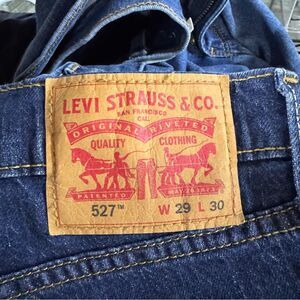 LEVI STRAUSS & CO.
SAN FRANCISCO
CAL.
ORIGINAL RIVETED
QUALITY CLOTHING
PATENTED
527™ W 29 L 30